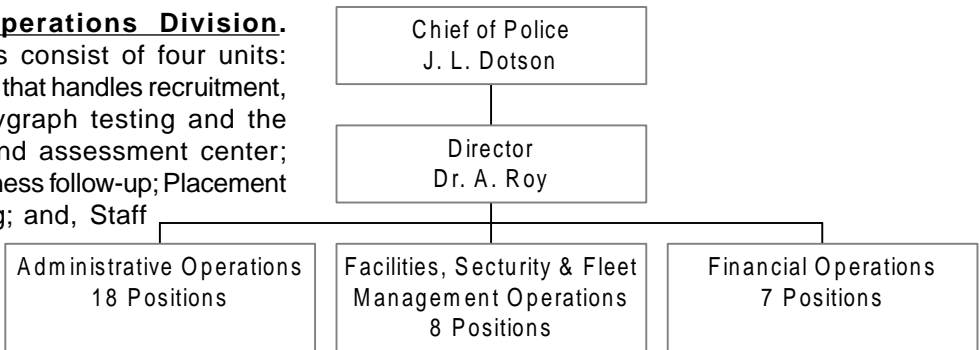 perations Division.
s consist of four units:
that handles recruitment,
ygraph testing and the
nd assessment center;
ness follow-up; Placement
g; and, Staff
Chief of Police
J. L. Dotson
Director
Dr. A. Roy
Administrative Operations
18 Positions
Facilities, Secturity & Fleet
Management Operations
8 Positions
Financial Operations
7 Positions